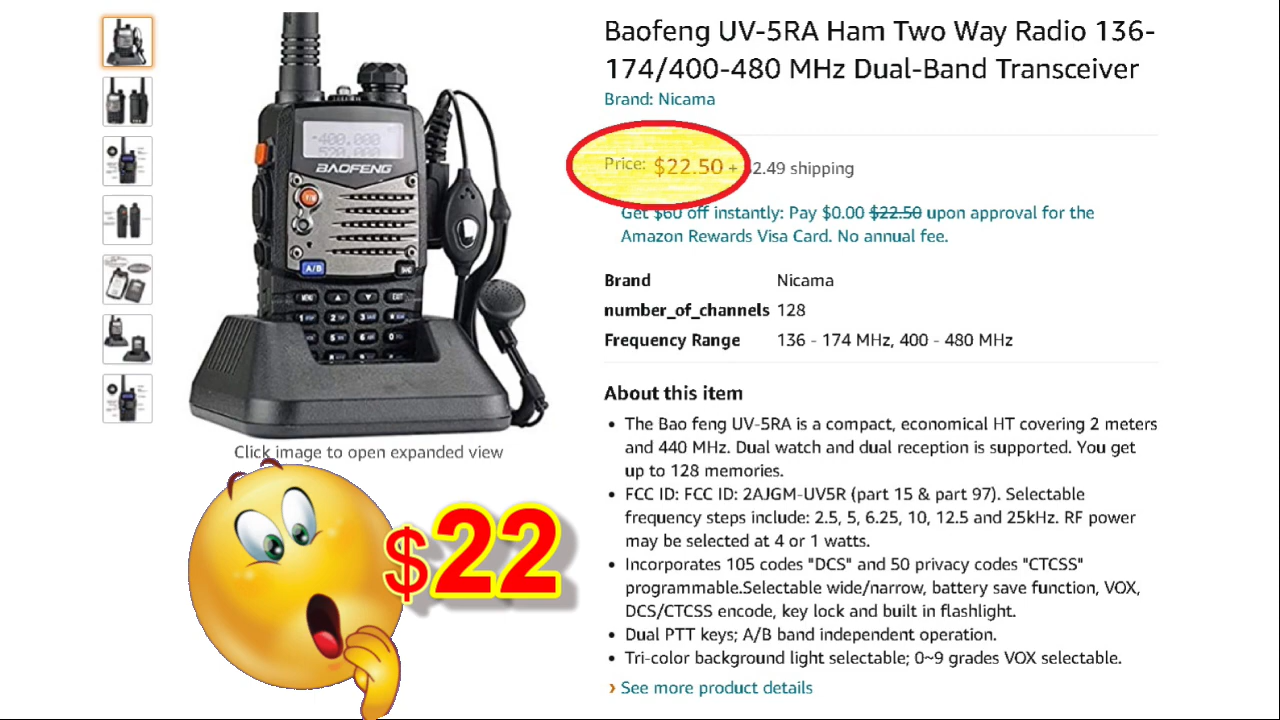 Baofeng UV-5RA Ham Two Way Radio 136-
174/400-480 MHz Dual-Band Transceiver
Brand: Nicama
Price: $22.50 + $2.49 shipping
Get $60 off instantly: Pay $0.00 $22.50 upon approval for the
Amazon Rewards Visa Card. No annual fee.
Brand Nicama
number_of_channels 128
Frequency Range 136 - 174 MHz, 400 - 480 MHz
About this item
• The Bao feng UV-5RA is a compact, economical HT covering 2 meters
and 440 MHz. Dual watch and dual reception is supported. You get
up to 128 memories.
• FCC ID: FCC ID: 2AJGM-UV5R (part 15 & part 97). Selectable
frequency steps include: 2.5, 5, 6.25, 10, 12.5 and 25kHz. RF power
may be selected at 4 or 1 watts.
• Incorporates 105 codes "DCS" and 50 privacy codes "CTCSS"
programmable.Selectable wide/narrow, battery save function, VOX,
DCS/CTCSS encode, key lock and built in flashlight.
• Dual PTT keys; A/B band independent operation.
• Tri-color background light selectable; 0~9 grades VOX selectable.
› See more product details
-400.000
BAOFENG
A/B
MENU
EXIT
Click image to open expanded view
$22